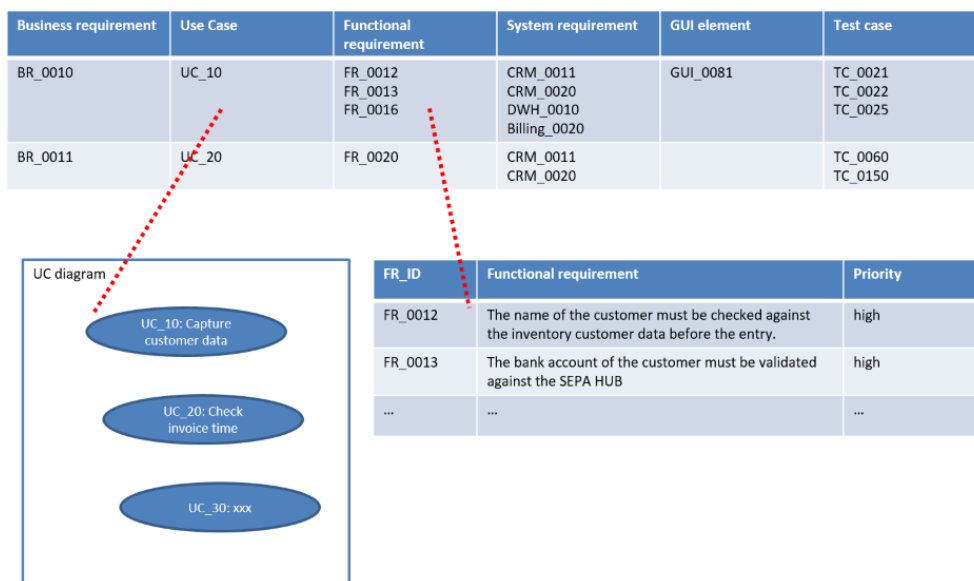 Business requirement Use Case Functional requirement System requirement GUI element Test case
BR_0010 UC_10 FR_0012 CRM_0011 GUI_0081 TC_0021
FR_0013 CRM_0020 TC_0022
FR_0016 DWH_0010 TC_0025
Billing_0020
BR_0011 UC_20 FR_0020 CRM_0011 TC_0060
CRM_0020 TC_0150
UC diagram
UC_10: Capture
customer data
UC_20: Check
invoice time
UC_30: xxx
FR_ID Functional requirement Priority
FR_0012 The name of the customer must be checked against high
the inventory customer data before the entry.
FR_0013 The bank account of the customer must be validated high
against the SEPA HUB
... ... ...